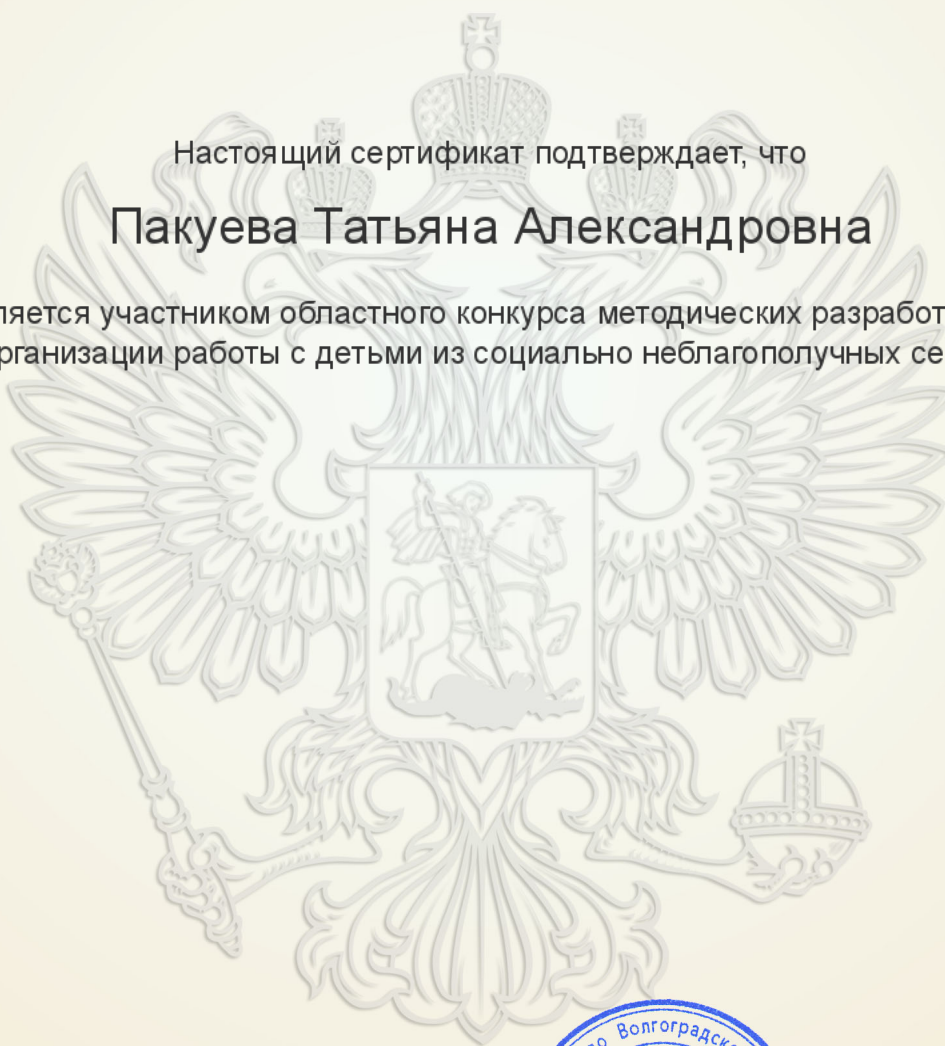 Настоящий сертификат подтверждает, что
Пакуева Татьяна Александровна
ляется участником областного конкурса методических разработ
рганизации работы с детьми из социально неблагополучных се
по Волгоградск